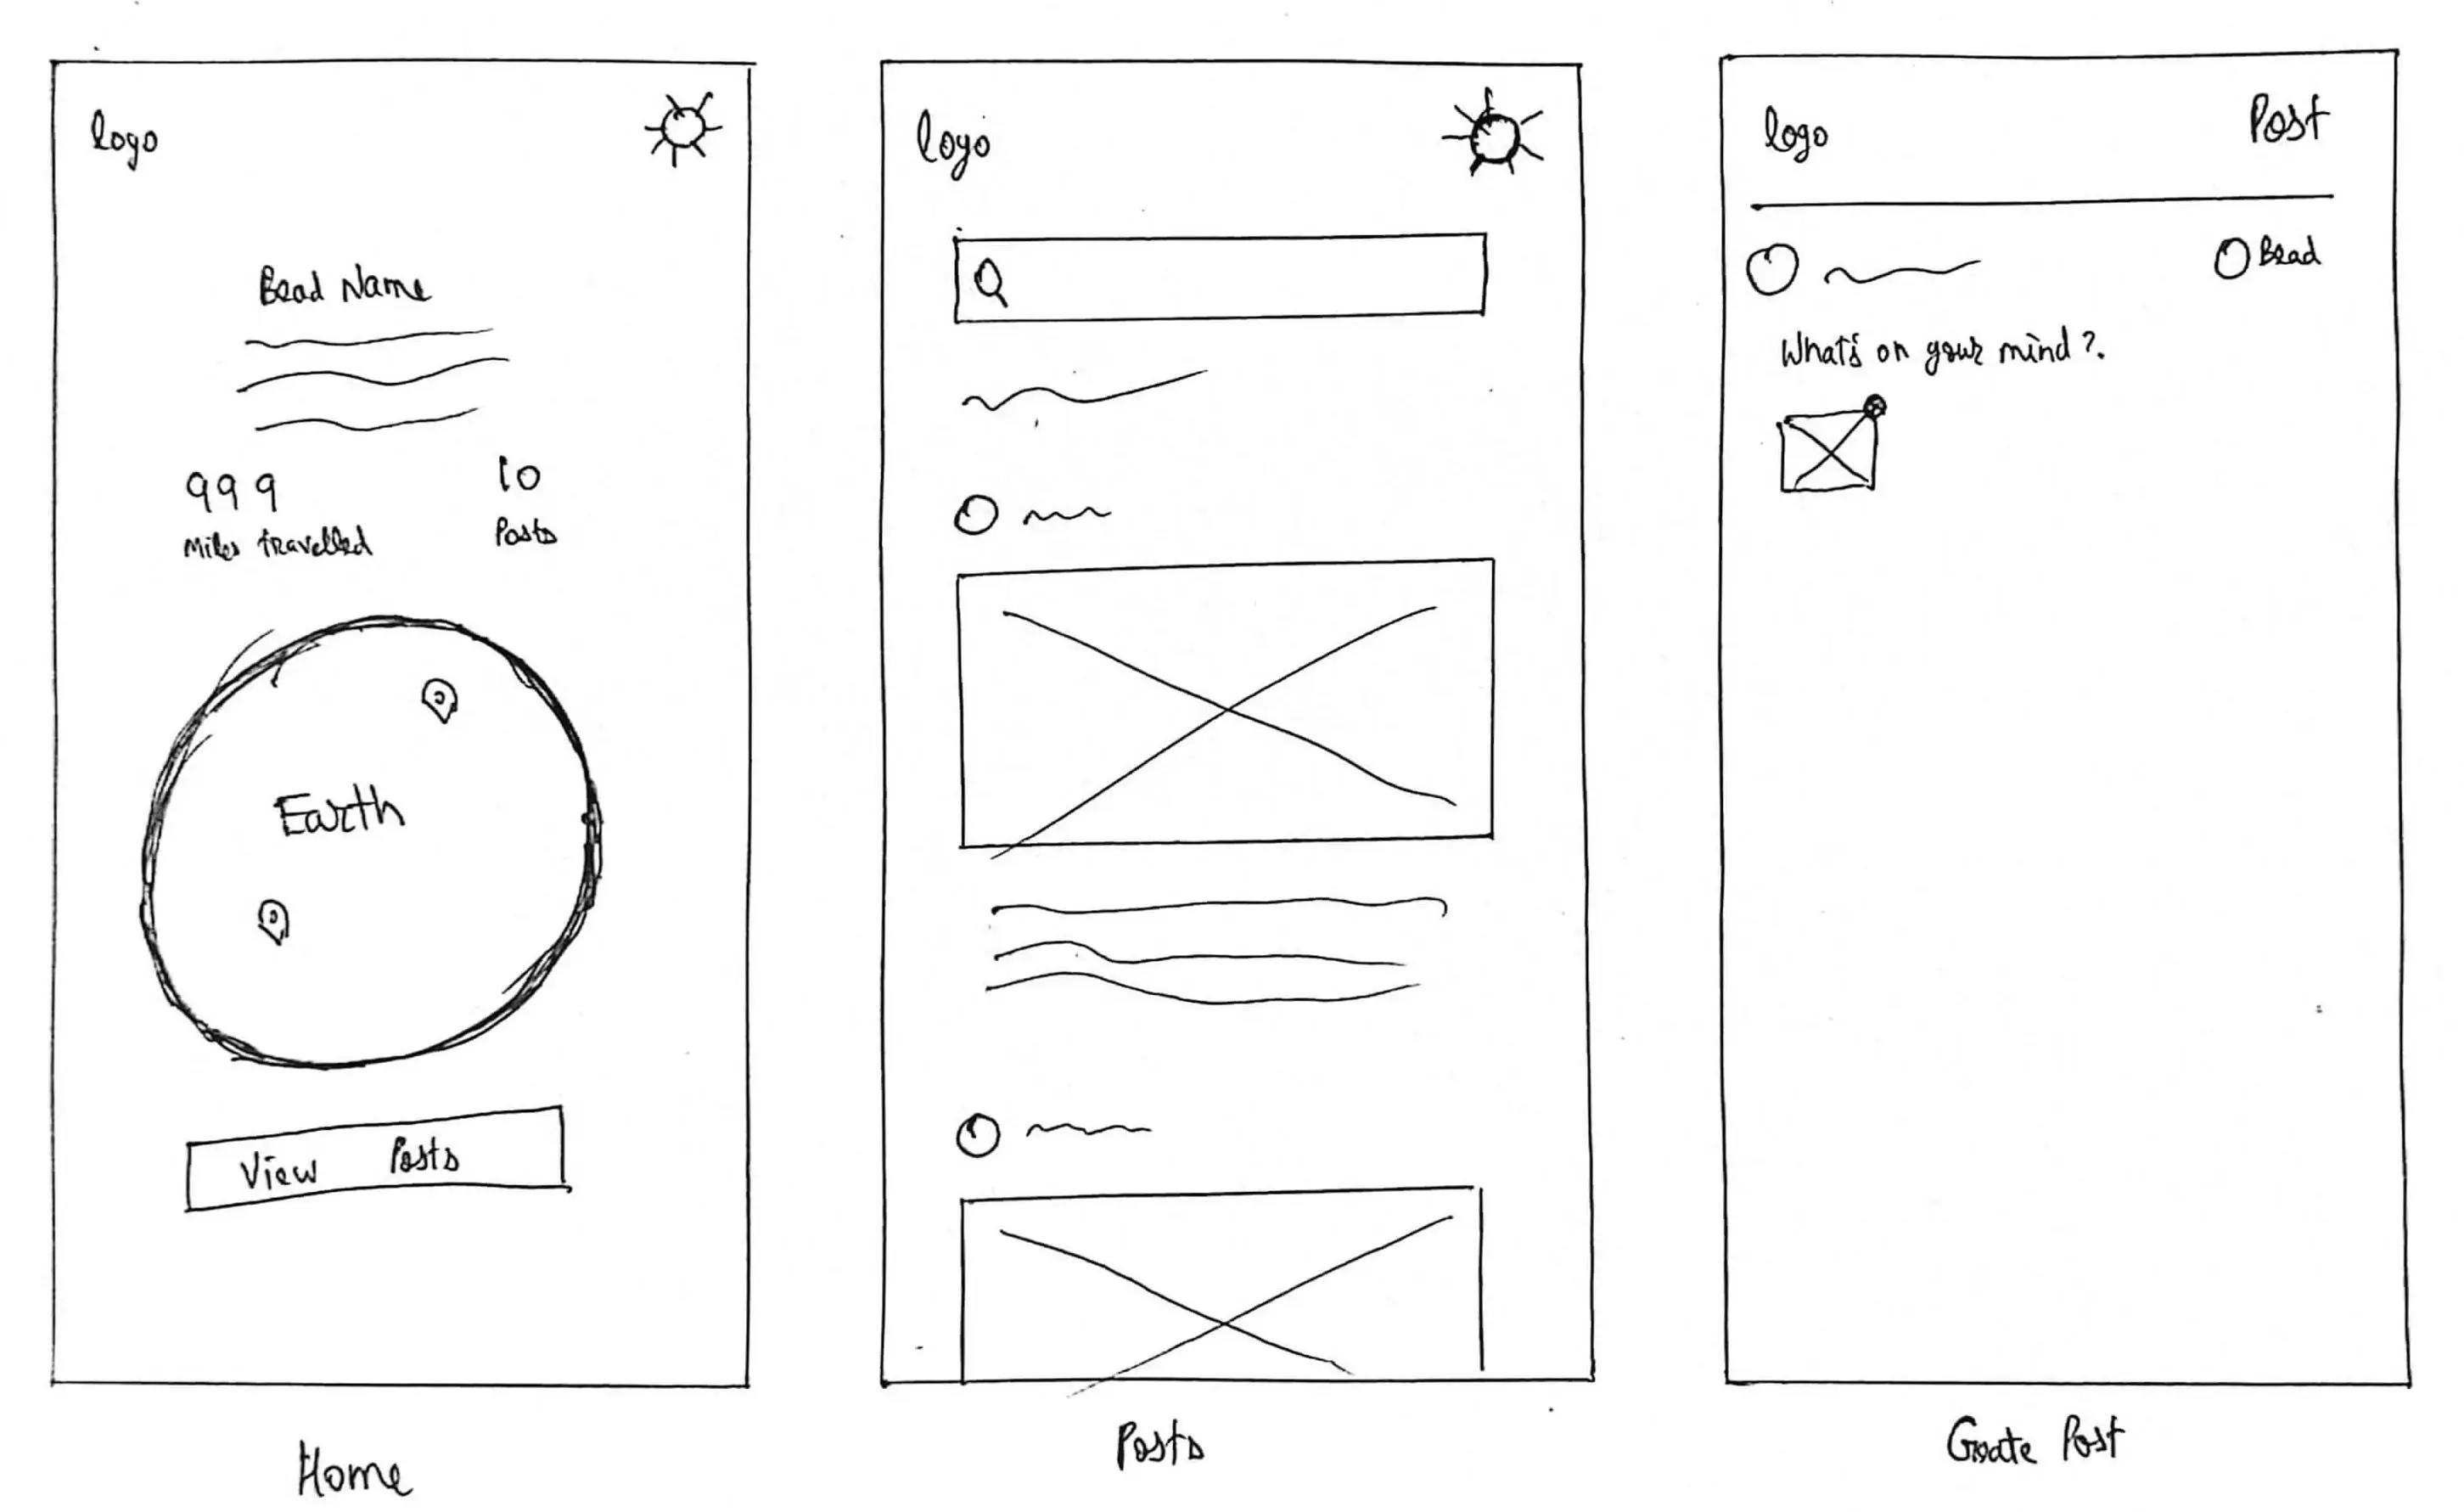 logo
Bead Name
999
10
Miles travelled
Posts
Earth
View Posts
Home
logo
Posts
logo
Post
Bead
What's on your mind?.
Create Post